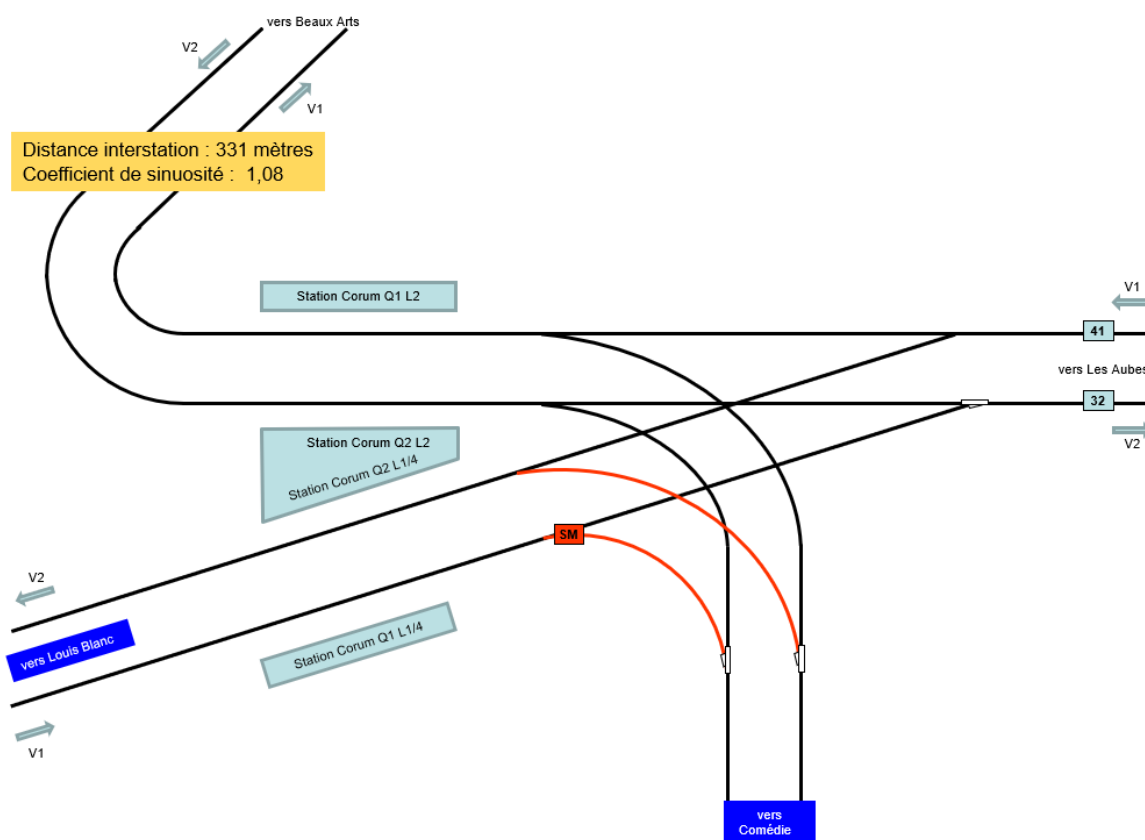 vers Beaux Arts
V2
V1
Distance interstation : 331 mètres
Coefficient de sinuosité : 1,08
Station Corum Q1 L2
V1
41
vers Les Aubes
32
V2
Station Corum Q2 L2
Station Corum Q2 L1/4
SM
V2
vers Louis Blanc
Station Corum Q1 L1/4
V1
vers
Comédie